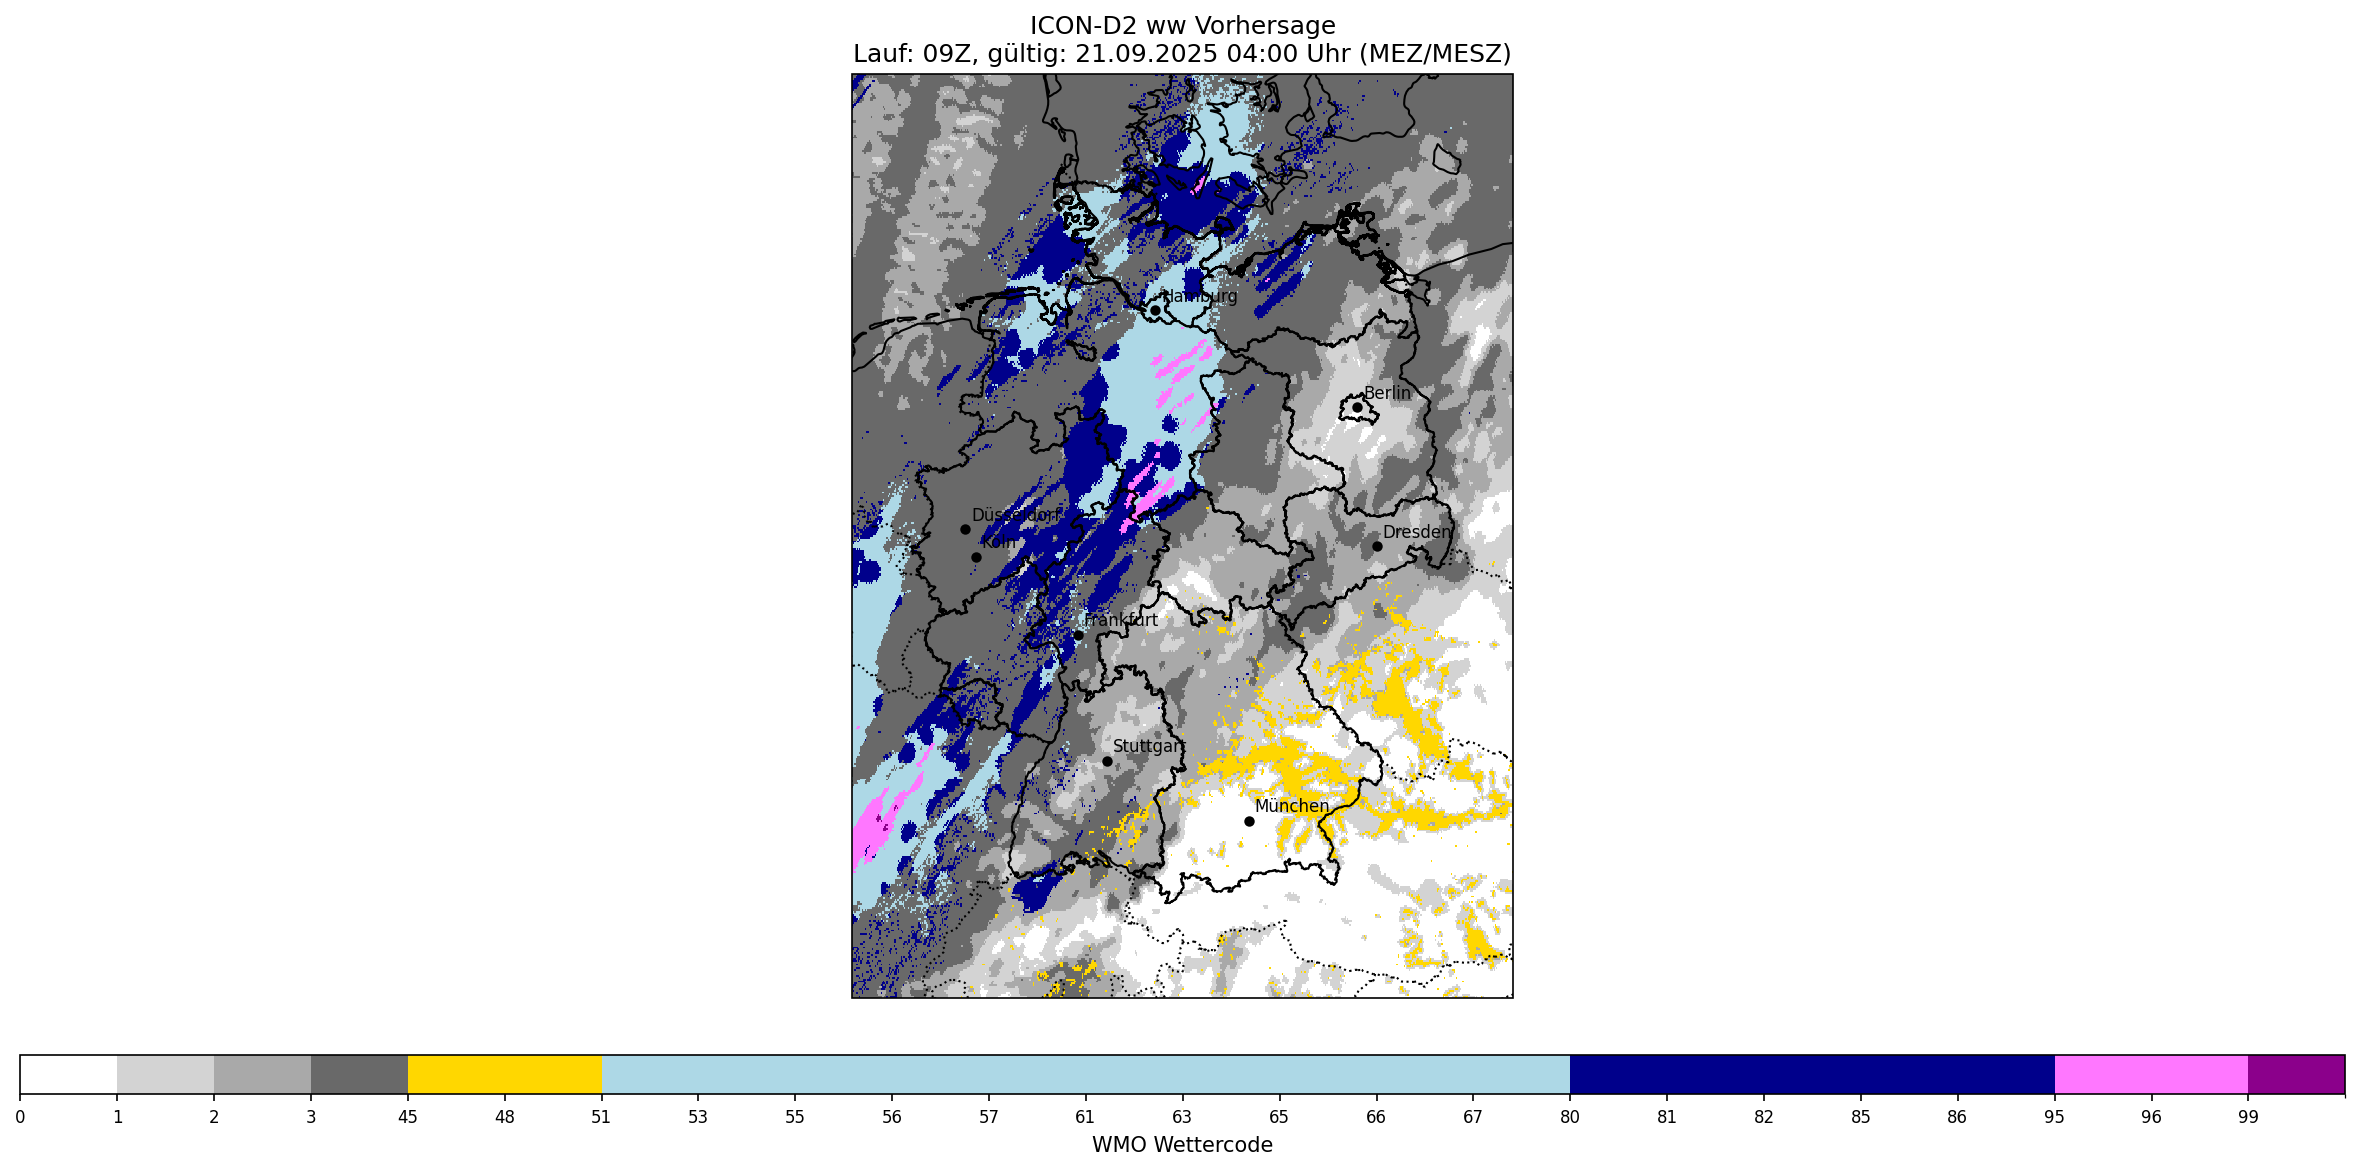 ICON-D2 ww Vorhersage
Lauf: 09Z, gültig: 21.09.2025 04:00 Uhr (MEZ/MESZ)
Hamburg
Berlin
Düsseldorf
Köln
Dresden
Frankfurt
Stuttgart
München
0 1 2 3 45 48 51 53 55 56 57 61 63 65 66 67 80 81 82 85 86 95 96 99
WMO Wettercode